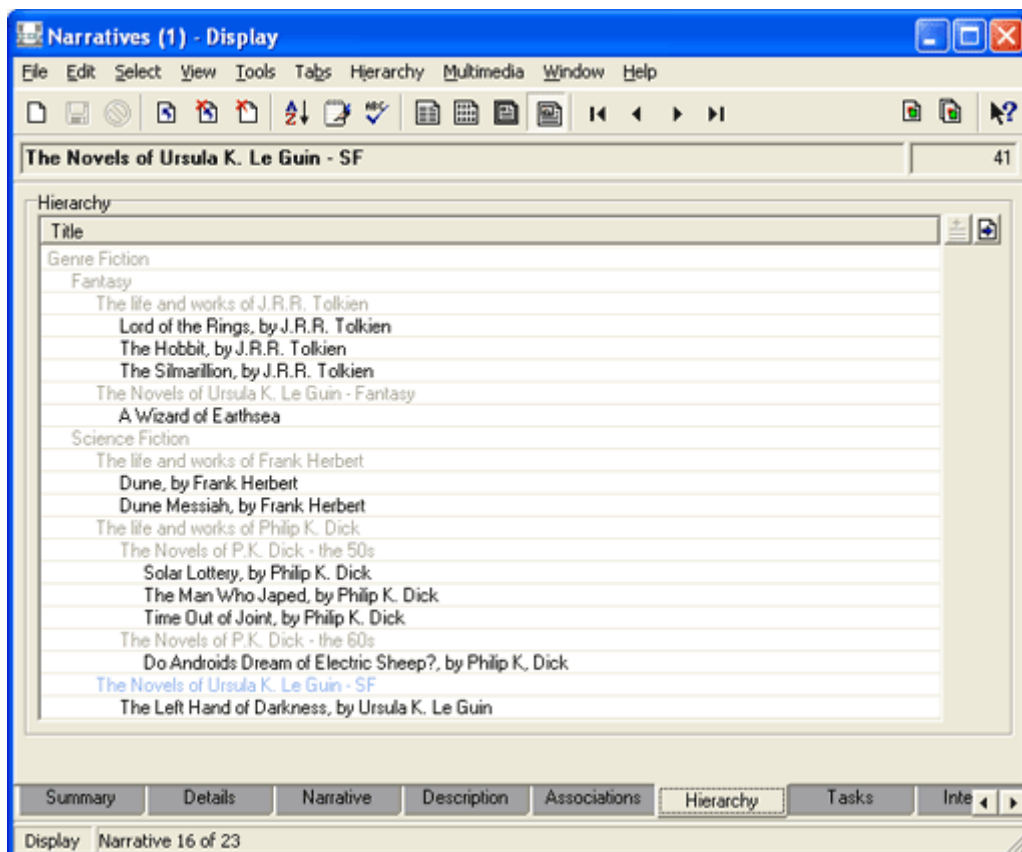 Narratives (1) - Display
File Edit Select View Tools Tabs Hierarchy Multimedia Window Help
The Novels of Ursula K. Le Guin - SF 41
Hierarchy
Title
Genre Fiction
Fantasy
The life and works of J.R.R. Tolkien
Lord of the Rings, by J.R.R. Tolkien
The Hobbit, by J.R.R. Tolkien
The Silmarillion, by J.R.R. Tolkien
The Novels of Ursula K. Le Guin - Fantasy
A Wizard of Earthsea
Science Fiction
The life and works of Frank Herbert
Dune, by Frank Herbert
Dune Messiah, by Frank Herbert
The life and works of Philip K. Dick
The Novels of P.K. Dick - the 50s
Solar Lottery, by Philip K. Dick
The Man Who Japed, by Philip K. Dick
Time Out of Joint, by Philip K. Dick
The Novels of P.K. Dick - the 60s
Do Androids Dream of Electric Sheep?, by Philip K, Dick
The Novels of Ursula K. Le Guin - SF
The Left Hand of Darkness, by Ursula K. Le Guin
Summary Details Narrative Description Associations Hierarchy Tasks Inte
Display Narrative 16 of 23